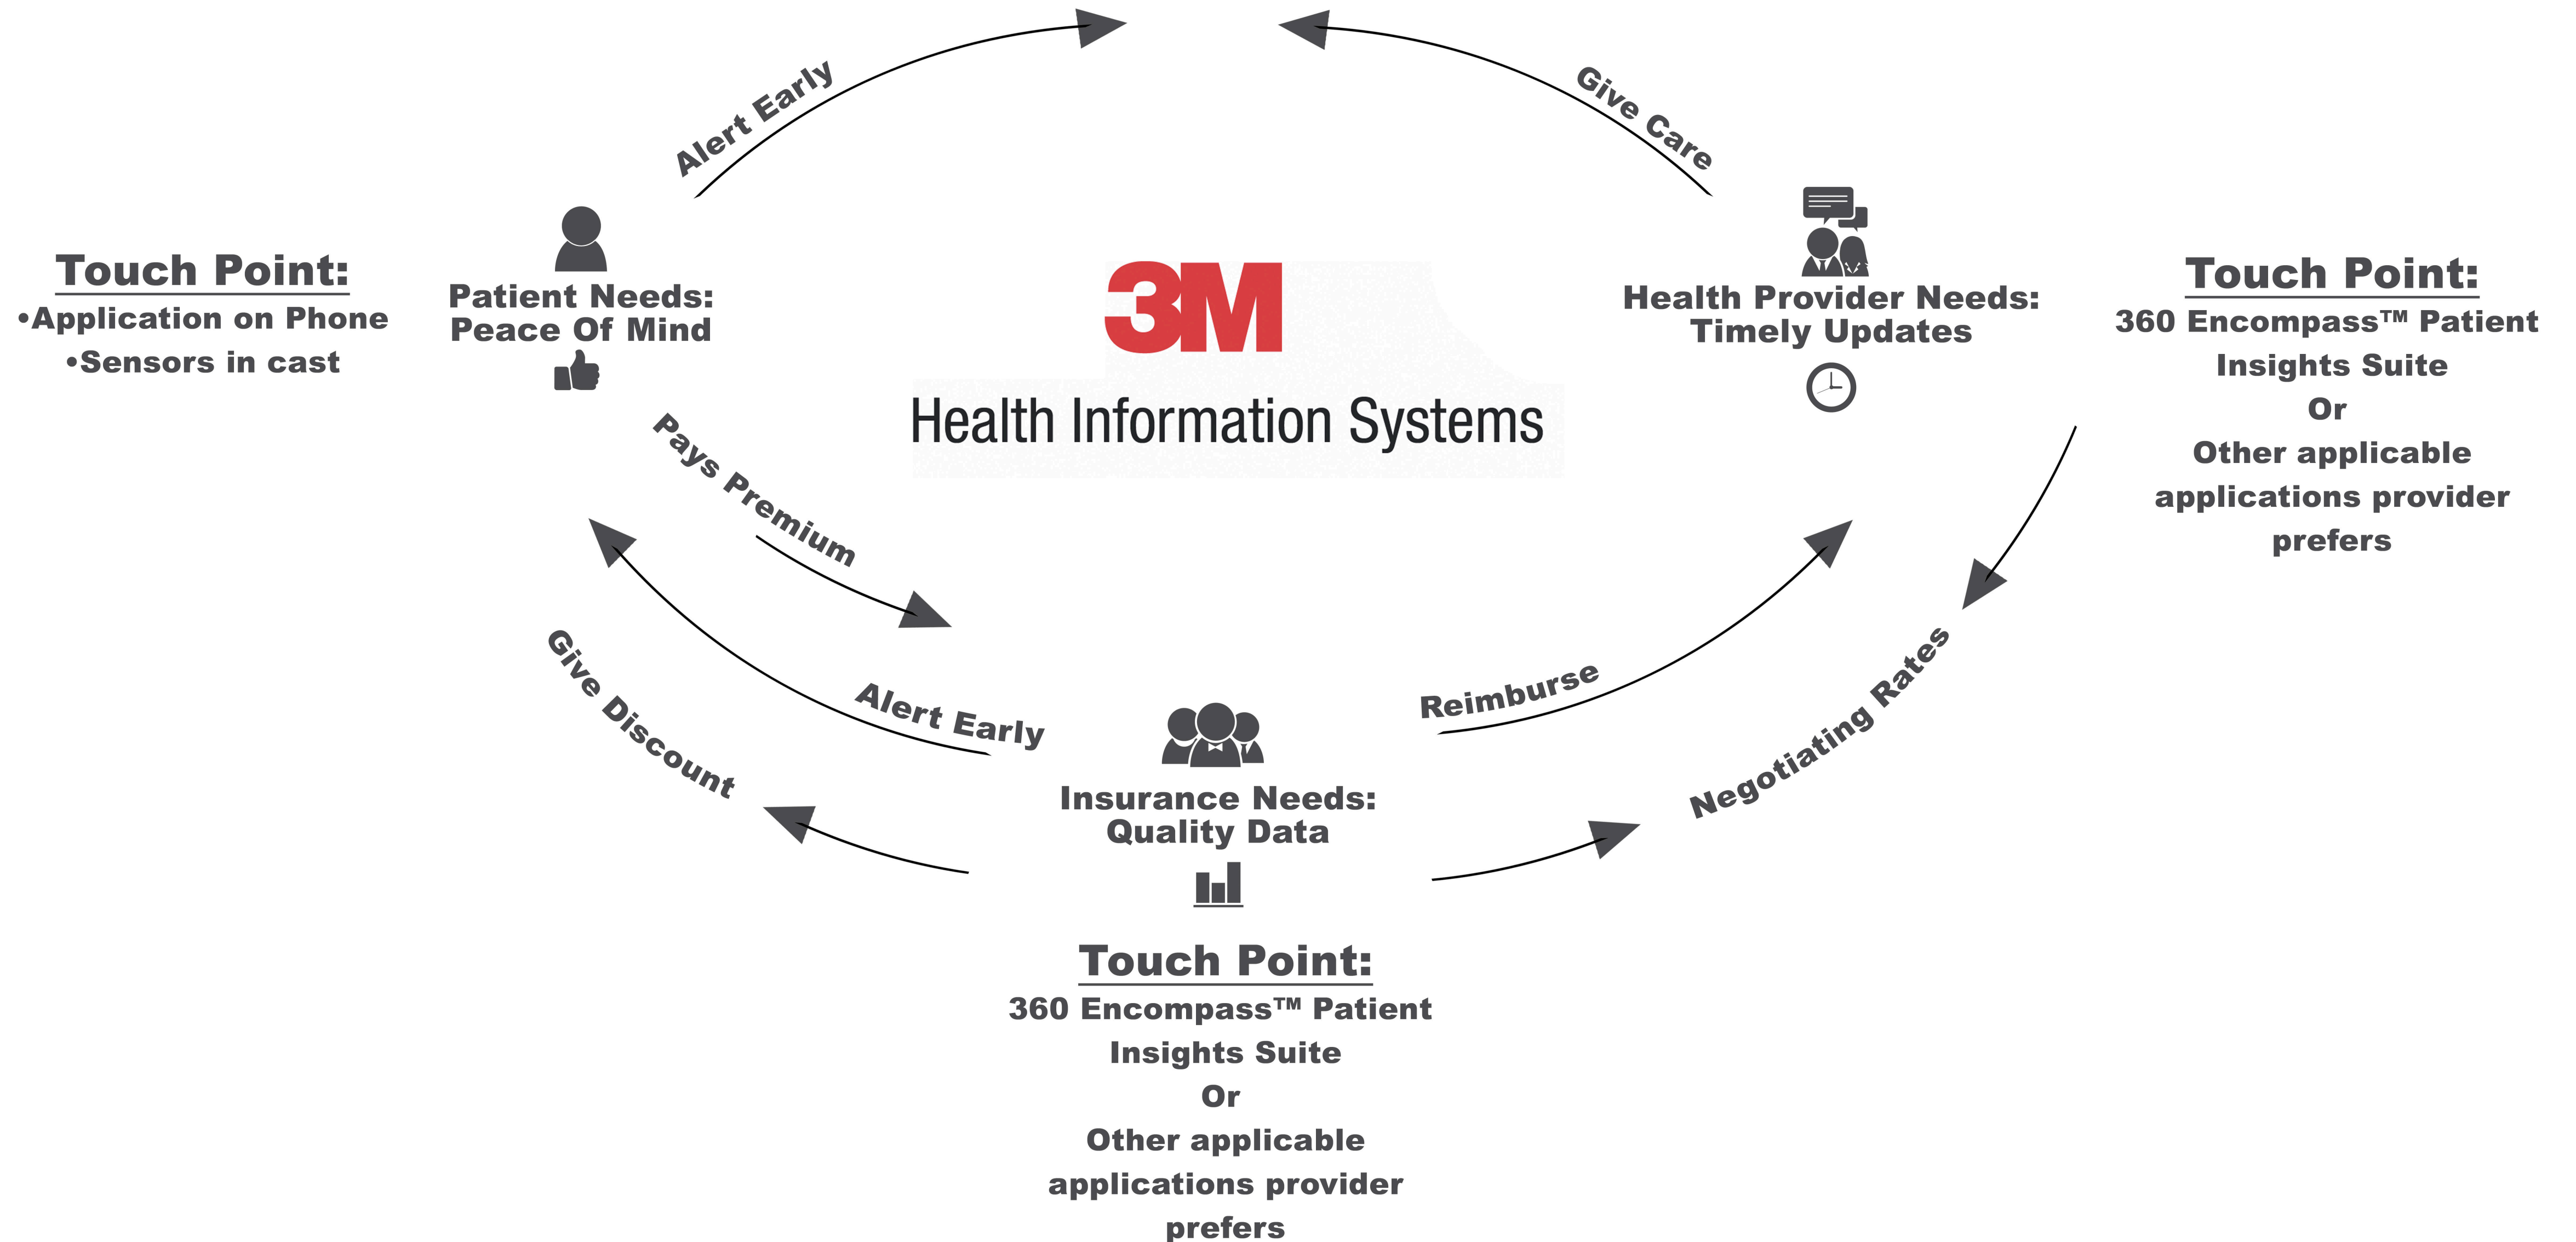 Alert Early
Give Care
Touch Point:
•Application on Phone
•Sensors in cast
Patient Needs:
Peace Of Mind
3M
Health Information Systems
Health Provider Needs:
Timely Updates
Touch Point:
360 Encompass™ Patient
Insights Suite
Or
Other applicable
applications provider
prefers
Pays Premium
Give Discount
Alert Early
Reimburse
Negotiating Rates
Insurance Needs:
Quality Data
Touch Point:
360 Encompass™ Patient
Insights Suite
Or
Other applicable
applications provider
prefers